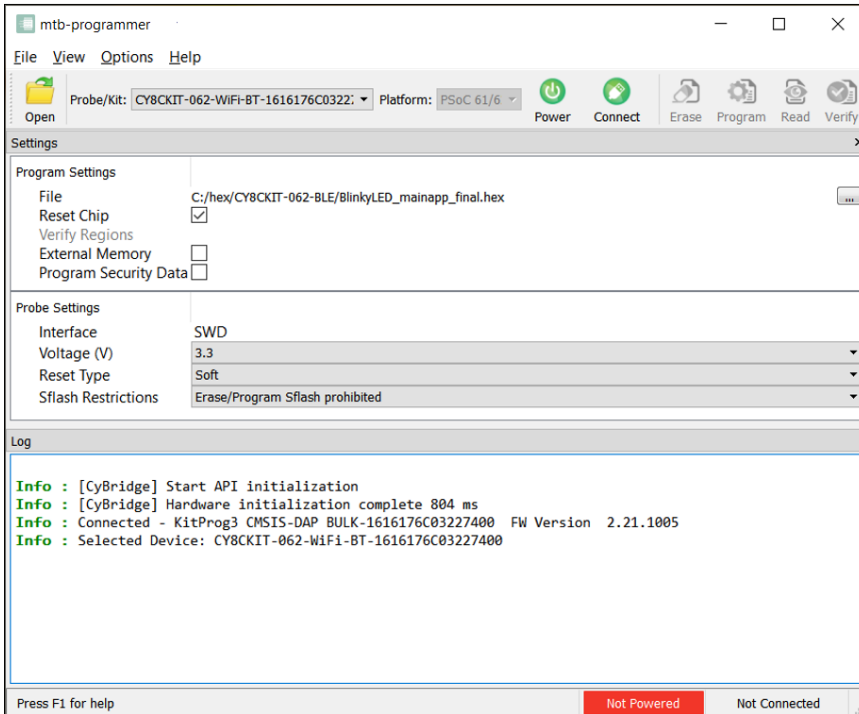 mtb-programmer
File View Options Help
Open Probe/Kit: CY8CKIT-062-WiFi-BT-1616176C0322 Platform: PSoC 61/6 Power Connect Erase Program Read Verify
Settings x
Program Settings
File C:/hex/CY8CKIT-062-BLE/BlinkyLED_mainapp_final.hex ...
Reset Chip
Verify Regions
External Memory
Program Security Data
Probe Settings
Interface SWD
Voltage (V) 3.3
Reset Type Soft
Sflash Restrictions Erase/Program Sflash prohibited
Log
Info : [CyBridge] Start API initialization
Info : [CyBridge] Hardware initialization complete 804 ms
Info : Connected - KitProg3 CMSIS-DAP BULK-1616176C03227400 FW Version 2.21.1005
Info : Selected Device: CY8CKIT-062-WiFi-BT-1616176C03227400
Press F1 for help Not Powered Not Connected